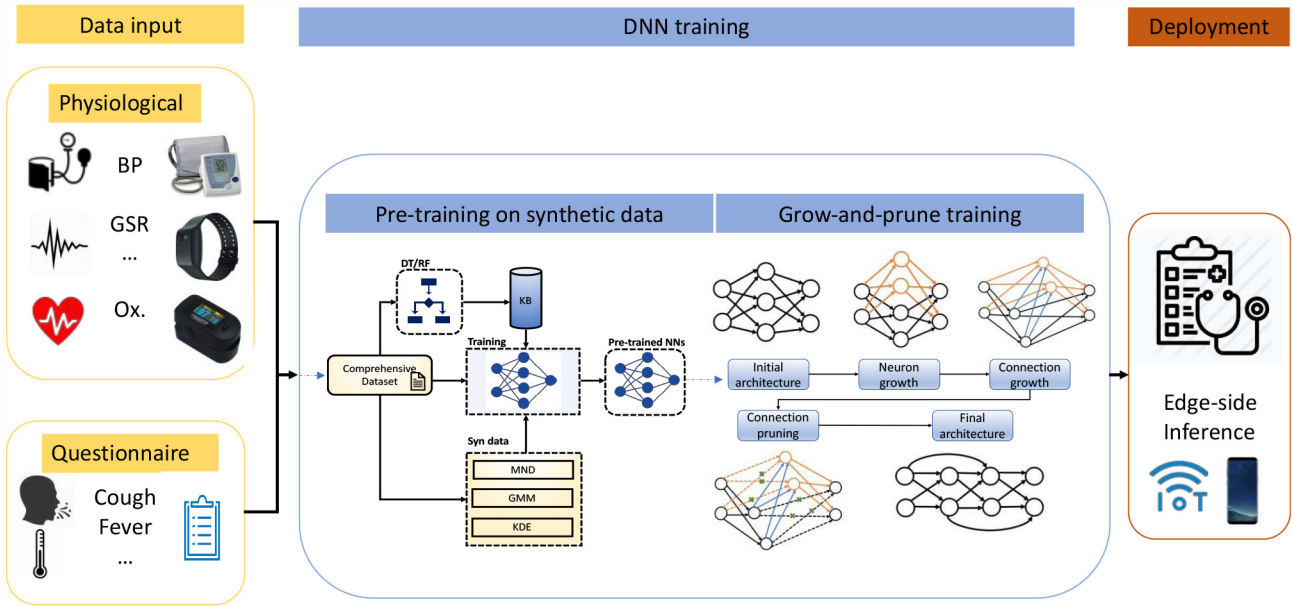 Data input
DNN training
Deployment
Physiological
BP
GSR
...
Ox.
Questionnaire
Cough
Fever
...
Pre-training on synthetic data
DT/RF
KB
Comprehensive
Dataset
Training
Pre-trained NNs
Syn data
MND
GMM
KDE
Grow-and-prune training
Initial
architecture
Neuron
growth
Connection
growth
Connection
pruning
Final
architecture
Edge-side
Inference
IoT